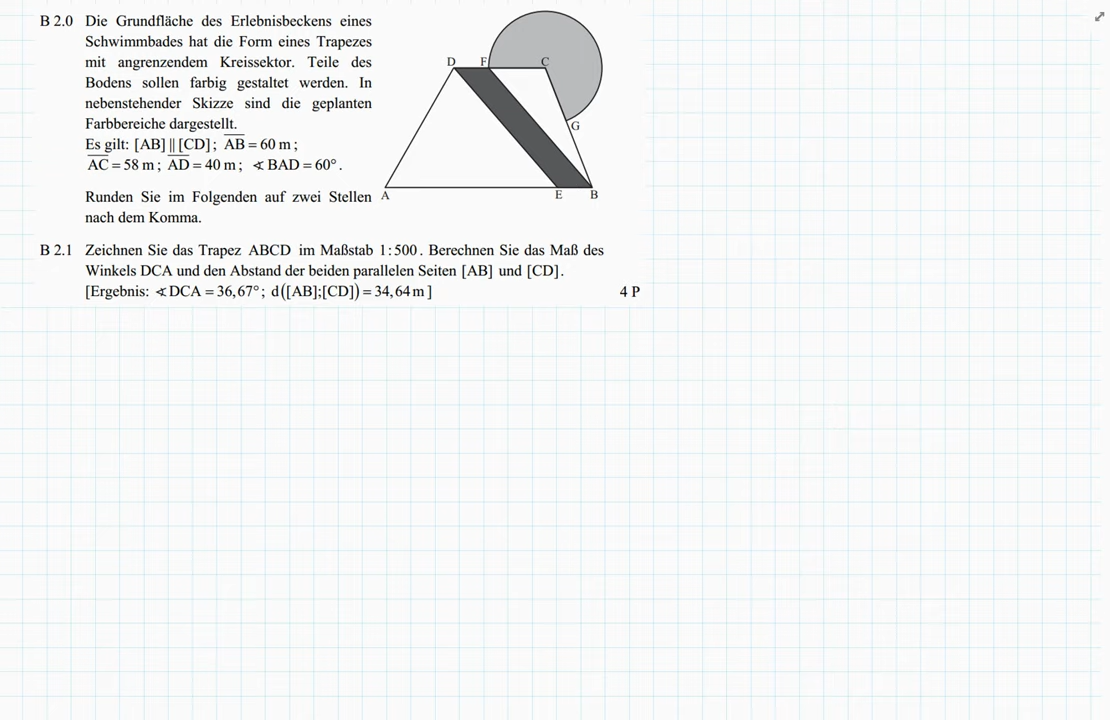 B 2.0 Die Grundfläche des Erlebnisbeckens eines
Schwimmbades hat die Form eines Trapezes
mit angrenzendem Kreissektor. Teile des
Bodens sollen farbig gestaltet werden. In
nebenstehender Skizze sind die geplanten
Farbbereiche dargestellt.
Es gilt: [AB] || [CD]; A̅B̅ = 60 m;
A̅C̅ = 58 m; A̅D̅ = 40 m; ∢ BAD = 60°.
Runden Sie im Folgenden auf zwei Stellen
nach dem Komma.
D F C
G
A E B
B 2.1 Zeichnen Sie das Trapez ABCD im Maßstab 1:500. Berechnen Sie das Maß des
Winkels DCA und den Abstand der beiden parallelen Seiten [AB] und [CD].
[Ergebnis: ∢ DCA = 36,67°; d([AB];[CD]) = 34,64 m] 4 P